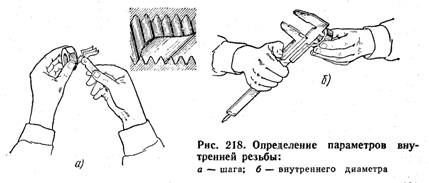 а)
б)
Рис. 218. Определение параметров вну-
тренней резьбы:
а — шага; б — внутреннего диаметра